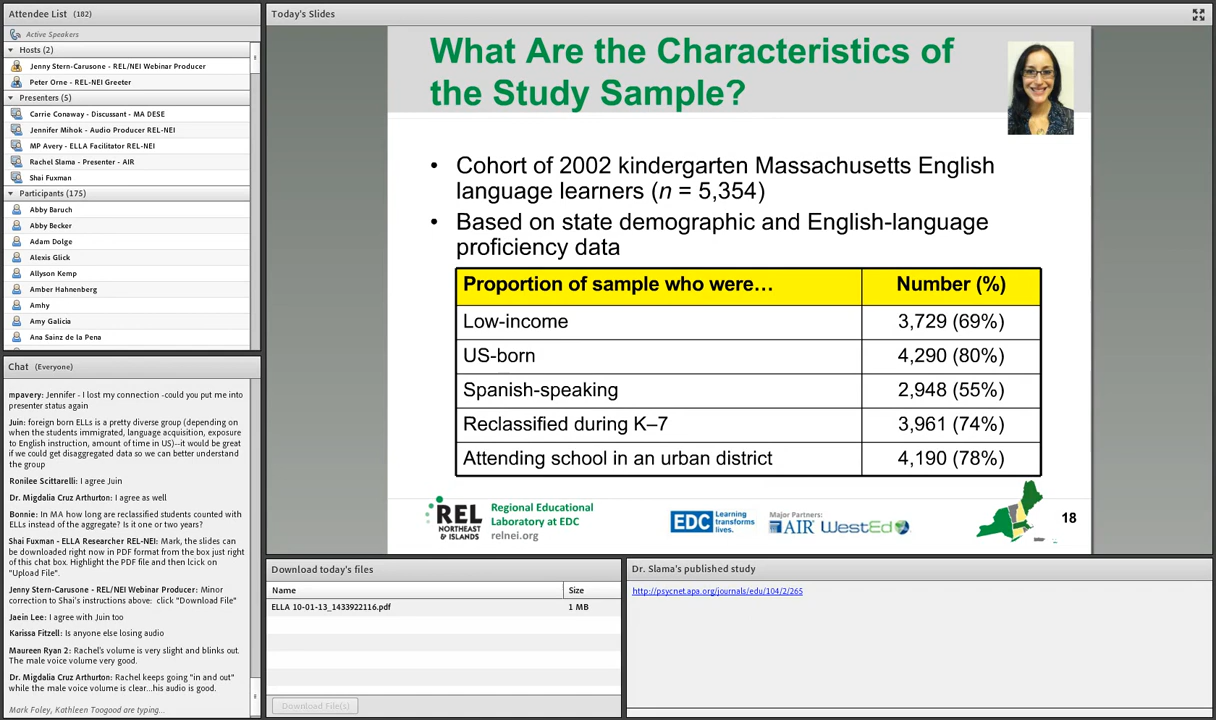 Attendee List (182)
Active Speakers
Hosts (2)
Jenny Stern-Carusone - REL/NEI Webinar Producer
Peter Orne - REL-NEI Greeter
Presenters (5)
Carrie Conaway - Discussant - MA DESE
Jennifer Mihok - Audio Producer REL-NEI
MP Avery - ELLA Facilitator REL-NEI
Rachel Slama - Presenter - AIR
Shai Fuxman
Participants (175)
Abby Baruch
Abby Becker
Adam Dolge
Alexis Glick
Allyson Kemp
Amber Hahnenberg
Amhy
Amy Galicia
Ana Sainz de la Pena
Chat (Everyone)
mpavery: Jennifer - I lost my connection -could you put me into
presenter status again
Juin: foreign born ELLs is a pretty diverse group (depending on
when the students immigrated, language acquisition, exposure
to English instruction, amount of time in US)--it would be great
if we could get disaggregated data so we can better understand
the group
Ronilee Scittarelli: I agree Juin
Dr. Migdalia Cruz Arthurton: I agree as well
Bonnie: In MA how long are reclassified students counted with
ELLs instead of the aggregate? Is it one or two years?
Shai Fuxman - ELLA Researcher REL-NEI: Mark, the slides can
be downloaded right now in PDF format from the box just right
of this chat box. Highlight the PDF file and then lcick on
"Upload File".
Jenny Stern-Carusone - REL/NEI Webinar Producer: Minor
correction to Shai's instructions above: click "Download File"
Jaein Lee: I agree with Juin too
Karissa Fitzell: Is anyone else losing audio
Maureen Ryan 2: Rachel's volume is very slight and blinks out.
The male voice volume very good.
Dr. Migdalia Cruz Arthurton: Rachel keeps going "in and out"
while the male voice volume is clear...his audio is good.
Mark Foley, Kathleen Toogood are typing...
Today's Slides
What Are the Characteristics of
the Study Sample?
• Cohort of 2002 kindergarten Massachusetts English
language learners (n = 5,354)
• Based on state demographic and English-language
proficiency data
Proportion of sample who were… Number (%)
Low-income 3,729 (69%)
US-born 4,290 (80%)
Spanish-speaking 2,948 (55%)
Reclassified during K–7 3,961 (74%)
Attending school in an urban district 4,190 (78%)
REL
NORTHEAST
& ISLANDS
Regional Educational
Laboratory at EDC
relnei.org
EDC Learning
transforms
lives.
Major Partners:
AIR WestEd
18
Download today's files
Name Size
ELLA 10-01-13_1433922116.pdf 1 MB
Download File(s)
Dr. Slama's published study
http://psycnet.apa.org/journals/edu/104/2/265